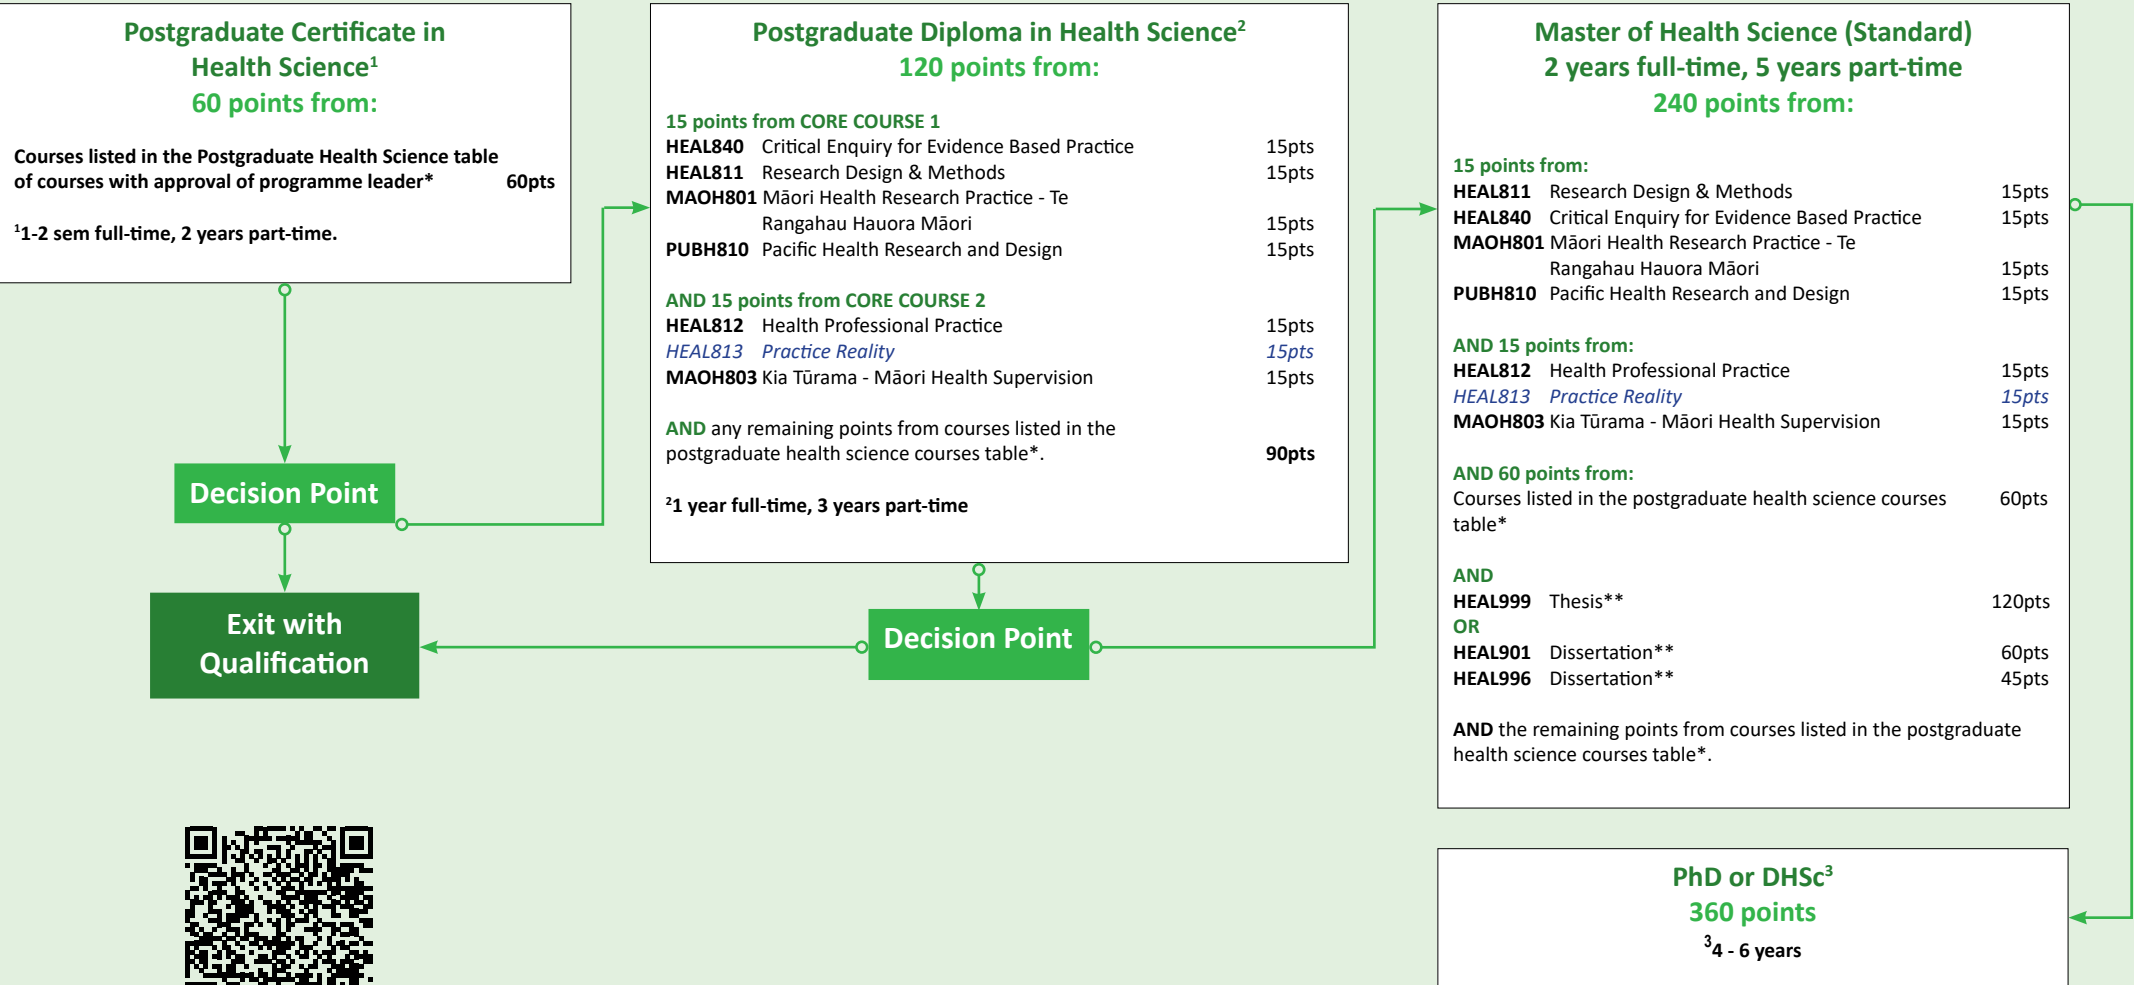 Postgraduate Certificate in
Health Science¹
60 points from:
Courses listed in the Postgraduate Health Science table
of courses with approval of programme leader* 60pts
¹1-2 sem full-time, 2 years part-time.
Decision Point
Exit with
Qualification
Postgraduate Diploma in Health Science²
120 points from:
15 points from CORE COURSE 1
HEAL840 Critical Enquiry for Evidence Based Practice 15pts
HEAL811 Research Design & Methods 15pts
MAOH801 Māori Health Research Practice - Te
Rangahau Hauora Māori 15pts
PUBH810 Pacific Health Research and Design 15pts
AND 15 points from CORE COURSE 2
HEAL812 Health Professional Practice 15pts
HEAL813 Practice Reality 15pts
MAOH803 Kia Tūrama - Māori Health Supervision 15pts
AND any remaining points from courses listed in the
postgraduate health science courses table*. 90pts
²1 year full-time, 3 years part-time
Decision Point
Master of Health Science (Standard)
2 years full-time, 5 years part-time
240 points from:
15 points from:
HEAL811 Research Design & Methods 15pts
HEAL840 Critical Enquiry for Evidence Based Practice 15pts
MAOH801 Māori Health Research Practice - Te
Rangahau Hauora Māori 15pts
PUBH810 Pacific Health Research and Design 15pts
AND 15 points from:
HEAL812 Health Professional Practice 15pts
HEAL813 Practice Reality 15pts
MAOH803 Kia Tūrama - Māori Health Supervision 15pts
AND 60 points from:
Courses listed in the postgraduate health science courses 60pts
table*
AND
HEAL999 Thesis** 120pts
OR
HEAL901 Dissertation** 60pts
HEAL996 Dissertation** 45pts
AND the remaining points from courses listed in the postgraduate
health science courses table*.
PhD or DHSc³
360 points
³4 - 6 years